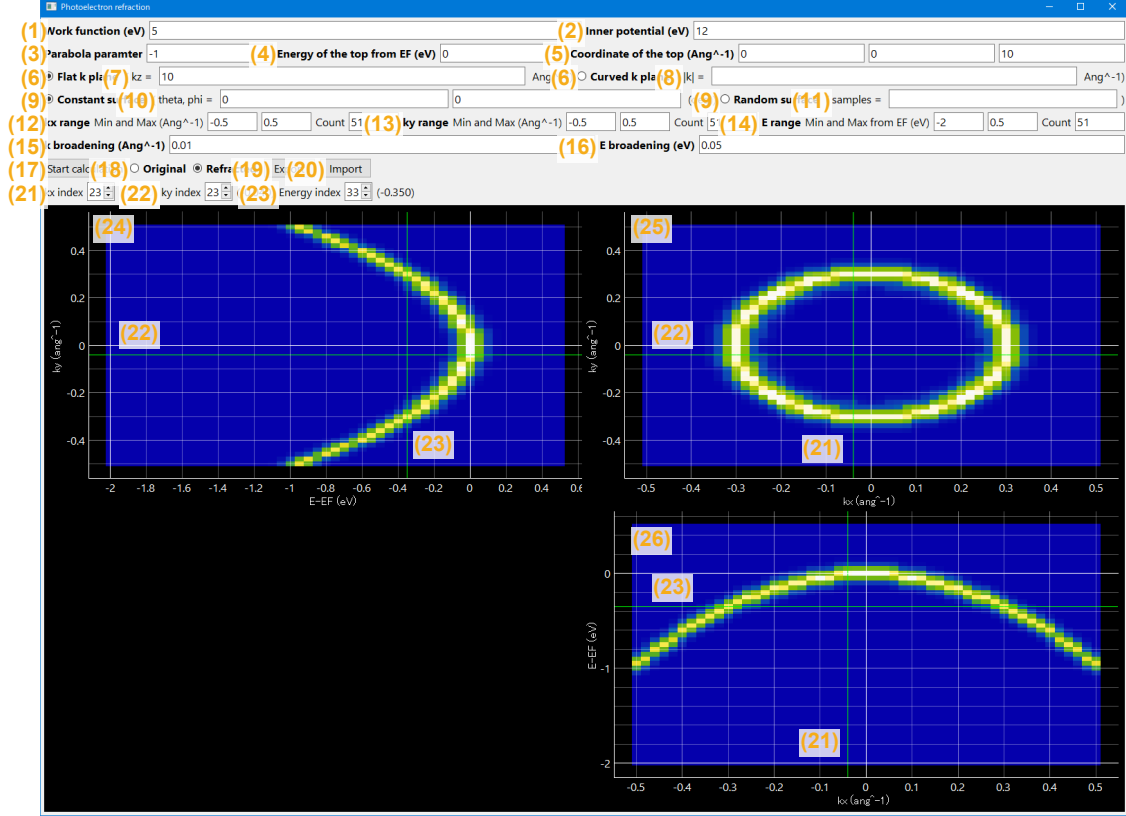 Photoelectron refraction
(1) Work function (eV) 5 (2) Inner potential (eV) 12
(3) Parabola paramter -1 (4) Energy of the top from EF (eV) 0 (5) Coordinate of the top (Ang^-1) 0 0 10
(6) Flat k (7) kz = 10 Ang (6) Curved k (8) |k| = Ang^-1)
(9) Constant (10) theta, phi = 0 0 ( (9) Random (11) samples = )
(12) kx range Min and Max (Ang^-1) -0.5 0.5 Count 51 (13) ky range Min and Max (Ang^-1) -0.5 0.5 Count 51 (14) E range Min and Max from EF (eV) -2 0.5 Count 51
(15) k broadening (Ang^-1) 0.01 (16) E broadening (eV) 0.05
(17) Start (18) Original (19) (20) Import
(21) kx index 23 (22) ky index 23 (23) Energy index 33 (-0.350)
(24) (25)
0.4 0.4
0.2 0.2
(22) (22)
0 0
ky (ang^-1) ky (ang^-1)
-0.2 -0.2
-0.4 -0.4
(23) (21)
-2 -1.8 -1.6 -1.4 -1.2 -1 -0.8 -0.6 -0.4 -0.2 0 0.2 0.4 0.6
-0.5 -0.4 -0.3 -0.2 -0.1 0 0.1 0.2 0.3 0.4 0.5
E-EF (eV) kx (ang^-1)
(26)
0
(23)
E-EF (eV)
-1
(21)
-2
-0.5 -0.4 -0.3 -0.2 -0.1 0 0.1 0.2 0.3 0.4 0.5
kx (ang^-1)